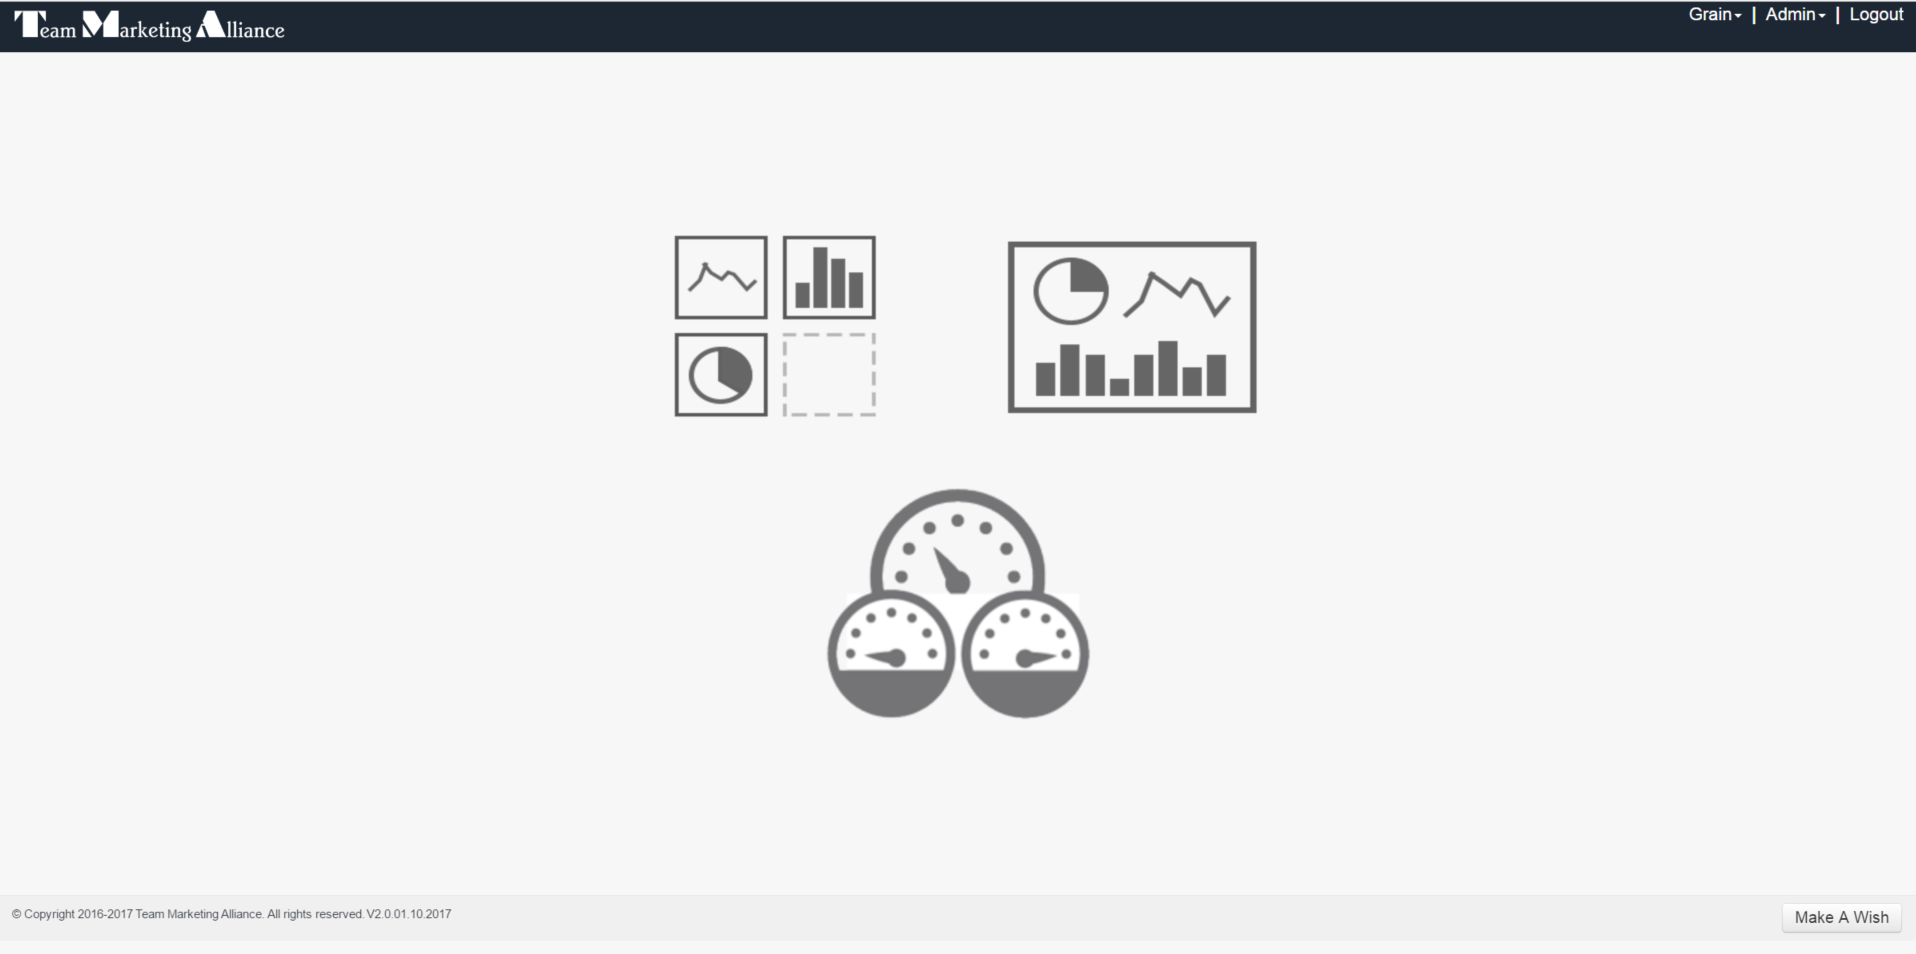 Team Marketing Alliance
Grain | Admin | Logout
© Copyright 2016-2017 Team Marketing Alliance. All rights reserved. V2.0.01.10.2017
Make A Wish